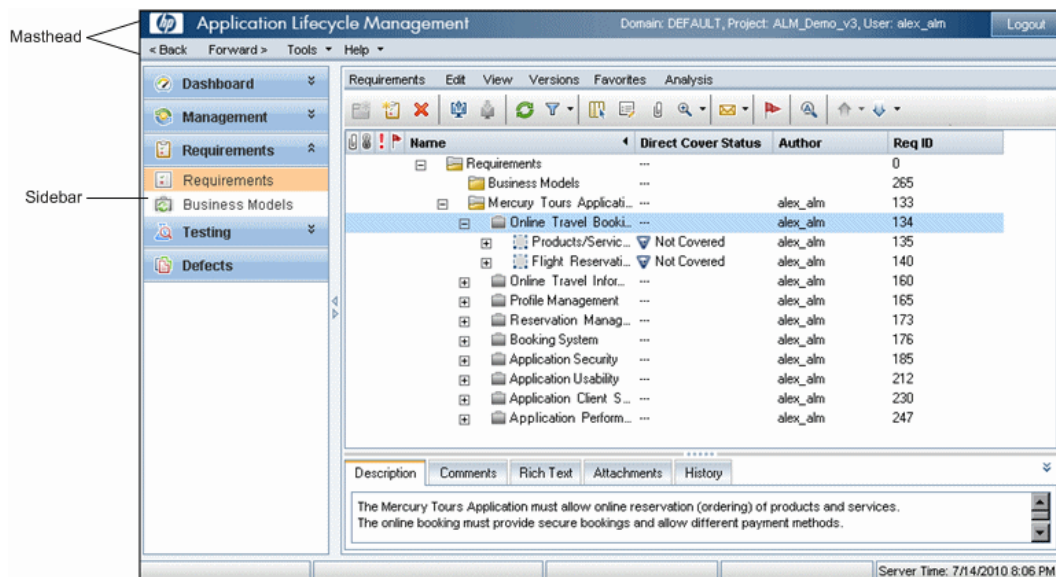 Masthead
Sidebar
hp Application Lifecycle Management Domain: DEFAULT, Project: ALM_Demo_v3, User: alex_alm Logout
< Back Forward > Tools Help
Dashboard
Management
Requirements
Requirements
Business Models
Testing
Defects
Requirements Edit View Versions Favorites Analysis
Name Direct Cover Status Author Req ID
Requirements --- 0
Business Models --- 265
Mercury Tours Applicati... --- alex_alm 133
Online Travel Booki... --- alex_alm 134
Products/Servic... Not Covered alex_alm 135
Flight Reservati... Not Covered alex_alm 140
Online Travel Infor... --- alex_alm 160
Profile Management --- alex_alm 165
Reservation Manag... --- alex_alm 173
Booking System --- alex_alm 176
Application Security --- alex_alm 185
Application Usability --- alex_alm 212
Application Client S... --- alex_alm 230
Application Perform... --- alex_alm 247
Description Comments Rich Text Attachments History
The Mercury Tours Application must allow online reservation (ordering) of products and services.
The online booking must provide secure bookings and allow different payment methods.
Server Time: 7/14/2010 8:06 PM